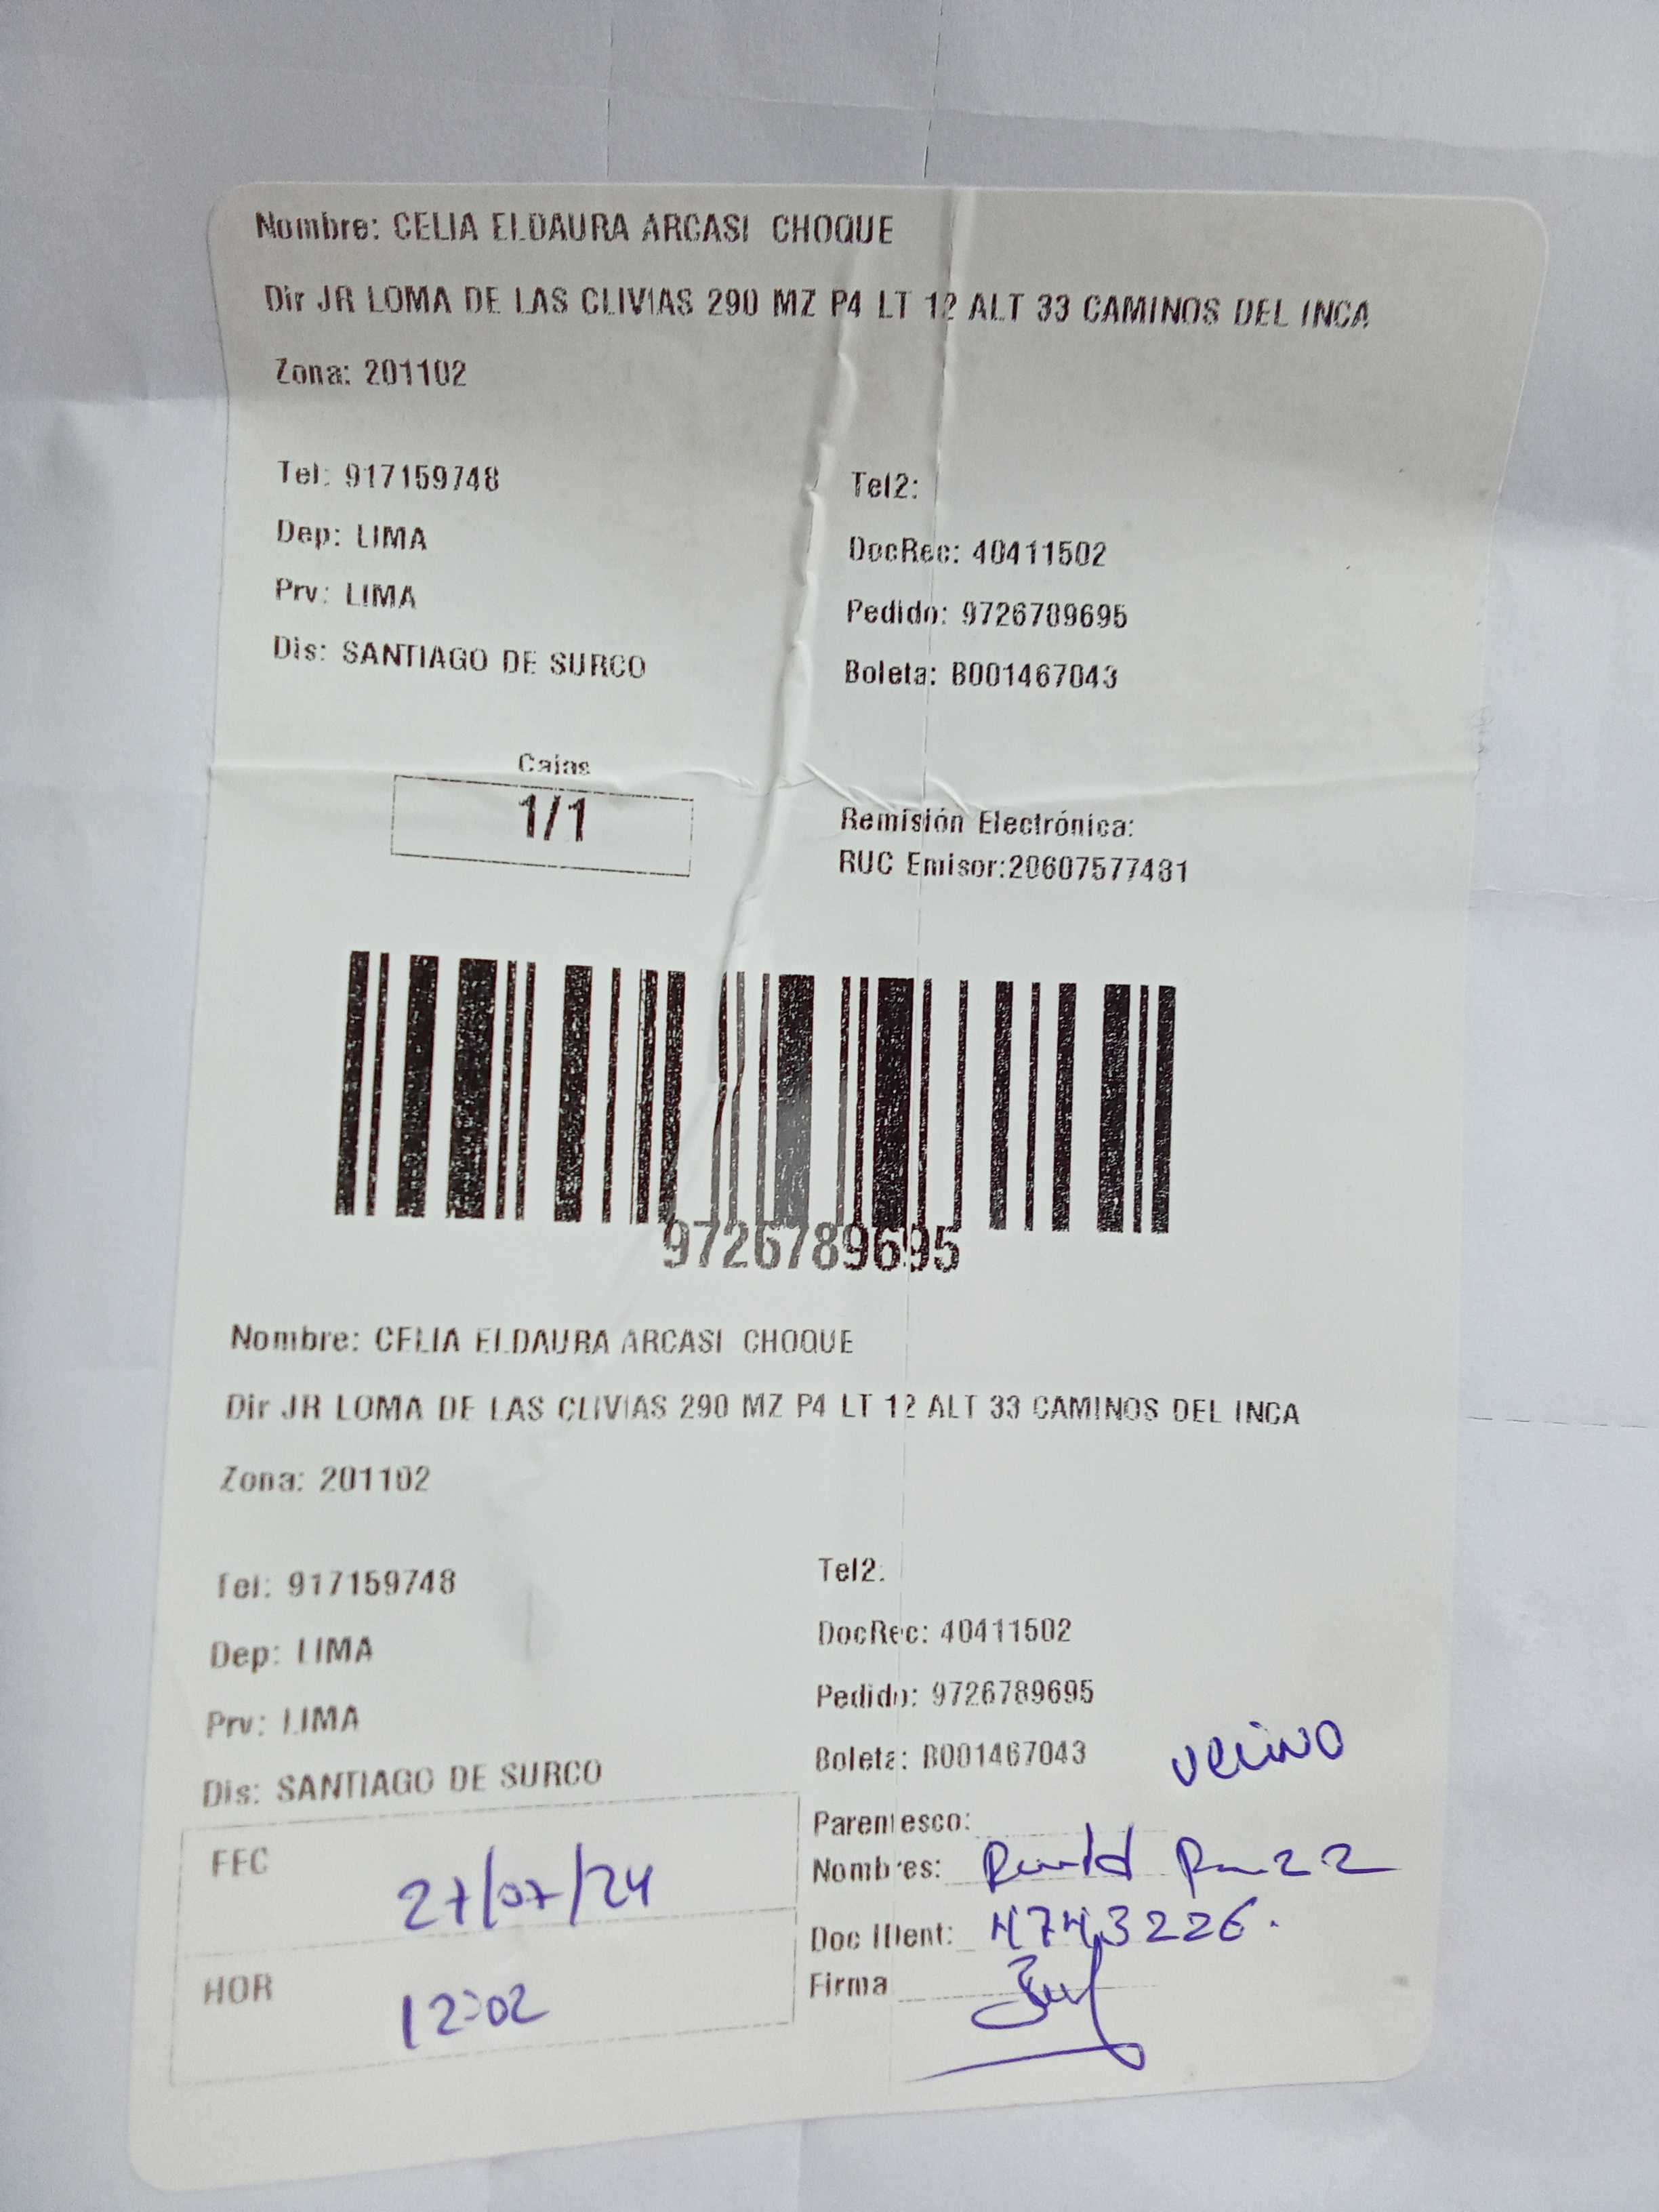 Nombre: CELIA ELDAURA ARCASI CHOQUE
Dir JR LOMA DE LAS CLIVIAS 290 MZ P4 LT 12 ALT 33 CAMINOS DEL INCA
Zona: 201102
Tel: 917159748
Tel2:
Dep: LIMA
DocRec: 40411502
Prv: LIMA
Pedido: 9726789695
Dis: SANTIAGO DE SURCO
Boleta: B001467043
Cajas
1/1
Remisión Electrónica:
RUC Emisor:20607577431
9726789695
Nombre: CELIA ELDAURA ARCASI CHOQUE
Dir JR LOMA DE LAS CLIVIAS 290 MZ P4 LT 12 ALT 33 CAMINOS DEL INCA
Zona: 201102
Tel: 917159748
Tel2:
Dep: LIMA
DocRec: 40411502
Prv: LIMA
Pedido: 9726789695
Dis: SANTIAGO DE SURCO
Boleta: B001467043
vecino
Parentesco:
Nombres:
FEC 27/07/24
Doc Ident:
HOR 12:02
Firma